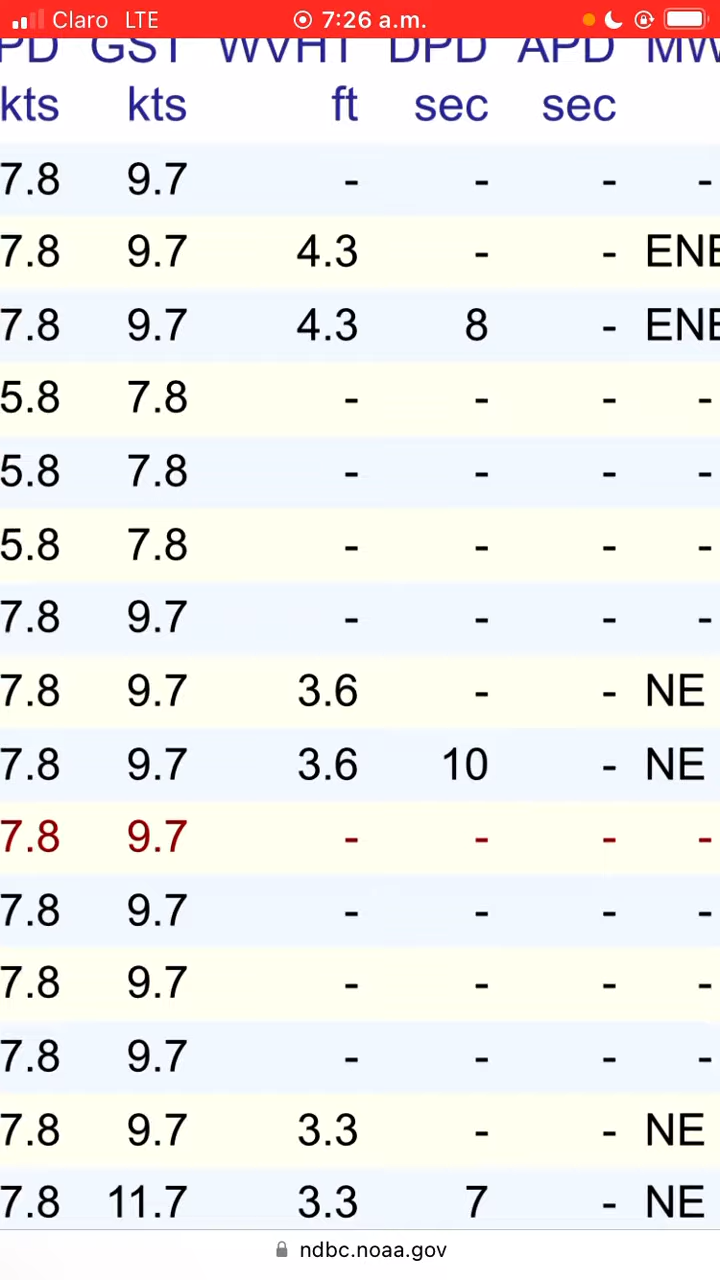 Claro LTE 7:26 a.m.
PD GST WVHT DPD APD MW
kts kts ft sec sec
7.8 9.7 - - - -
7.8 9.7 4.3 - - ENE
7.8 9.7 4.3 8 - ENE
5.8 7.8 - - - -
5.8 7.8 - - - -
5.8 7.8 - - - -
7.8 9.7 - - - -
7.8 9.7 3.6 - - NE
7.8 9.7 3.6 10 - NE
7.8 9.7 - - - -
7.8 9.7 - - - -
7.8 9.7 - - - -
7.8 9.7 - - - -
7.8 9.7 3.3 - - NE
7.8 11.7 3.3 7 - NE
ndbc.noaa.gov